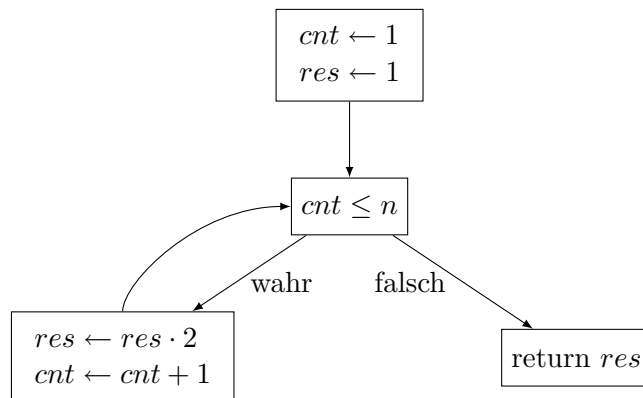 cnt ← 1
res ← 1
cnt ≤ n
wahr
falsch
res ← res · 2
cnt ← cnt + 1
return res